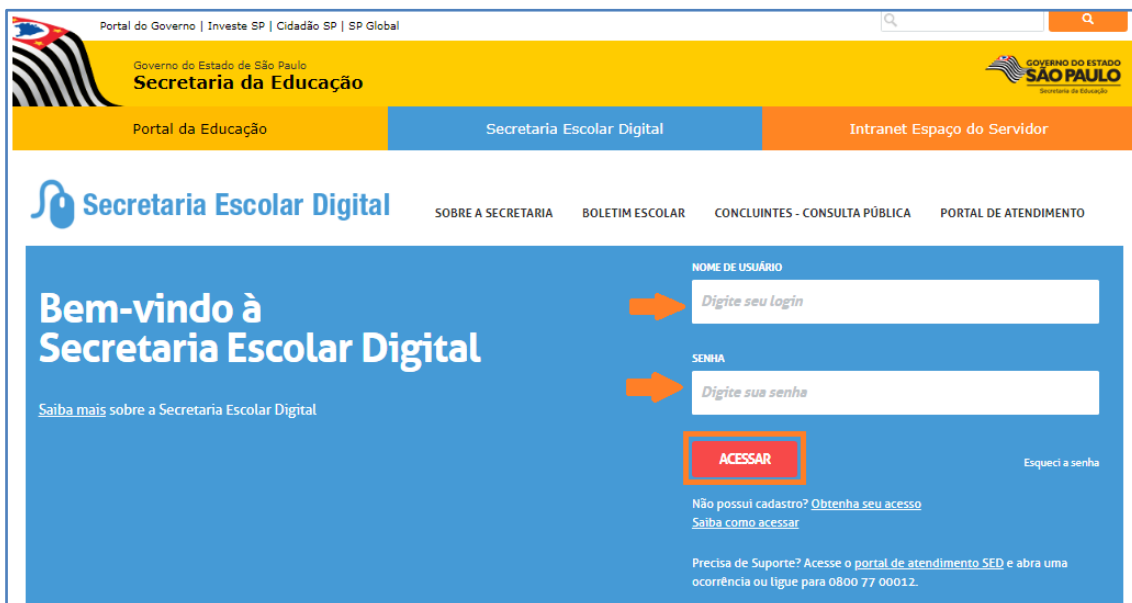 Portal do Governo | Investe SP | Cidadão SP | SP Global
Governo do Estado de São Paulo
Secretaria da Educação
GOVERNO DO ESTADO
SÃO PAULO
Secretaria da Educação
Portal da Educação
Secretaria Escolar Digital
Intranet Espaço do Servidor
Secretaria Escolar Digital
SOBRE A SECRETARIA
BOLETIM ESCOLAR
CONCLUINTES - CONSULTA PÚBLICA
PORTAL DE ATENDIMENTO
Bem-vindo à
Secretaria Escolar Digital
Saiba mais sobre a Secretaria Escolar Digital
NOME DE USUÁRIO
Digite seu login
SENHA
Digite sua senha
ACESSAR
Esqueci a senha
Não possui cadastro? Obtenha seu acesso
Saiba como acessar
Precisa de Suporte? Acesse o portal de atendimento SED e abra uma
ocorrência ou ligue para 0800 77 00012.